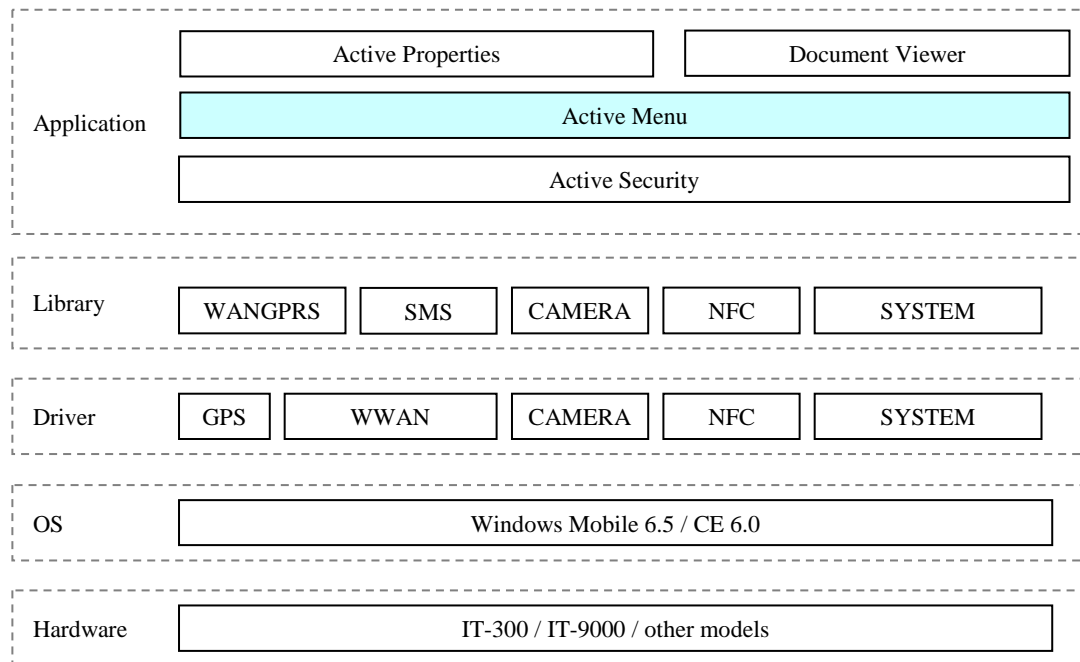 Active Properties Document Viewer
Application Active Menu
Active Security
Library WANGPRS SMS CAMERA NFC SYSTEM
Driver GPS WWAN CAMERA NFC SYSTEM
OS Windows Mobile 6.5 / CE 6.0
Hardware IT-300 / IT-9000 / other models